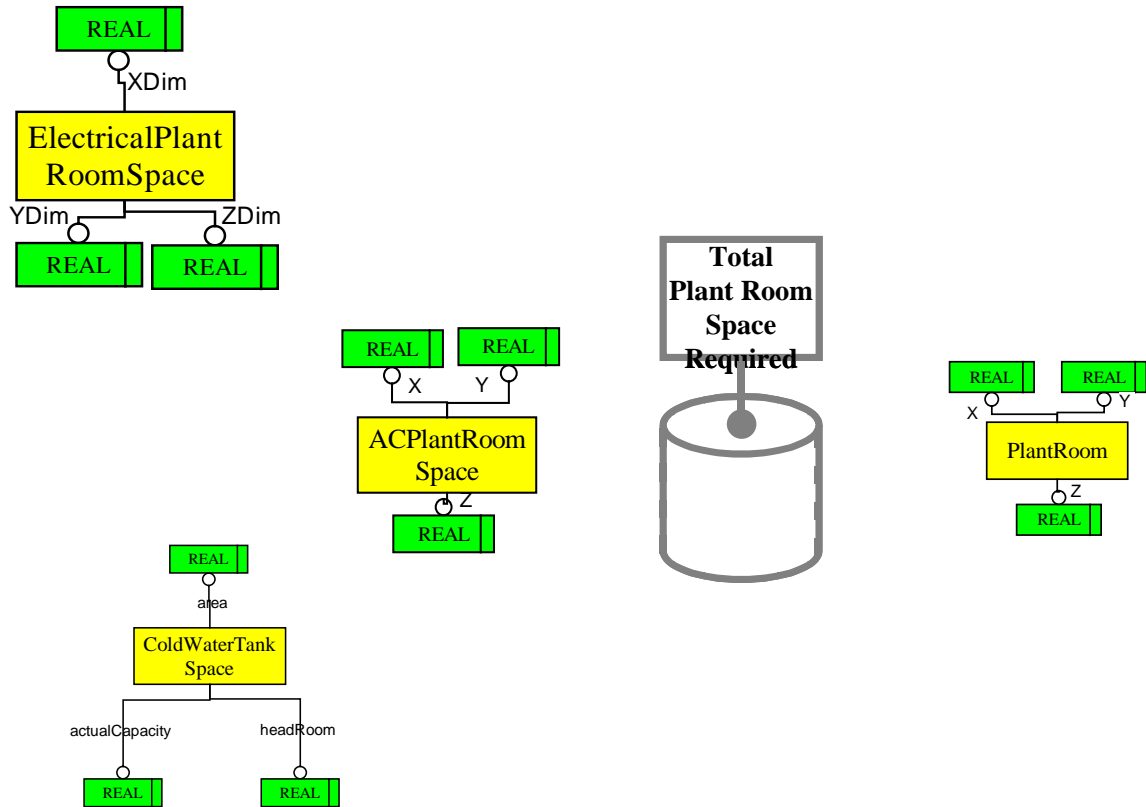 REAL
XDim
ElectricalPlant
RoomSpace
YDim
ZDim
REAL
REAL
REAL
REAL
X
Y
ACPlantRoom
Space
Z
REAL
Total
Plant Room
Space
Required
REAL
REAL
X
Y
PlantRoom
Z
REAL
REAL
area
ColdWaterTank
Space
actualCapacity
headRoom
REAL
REAL